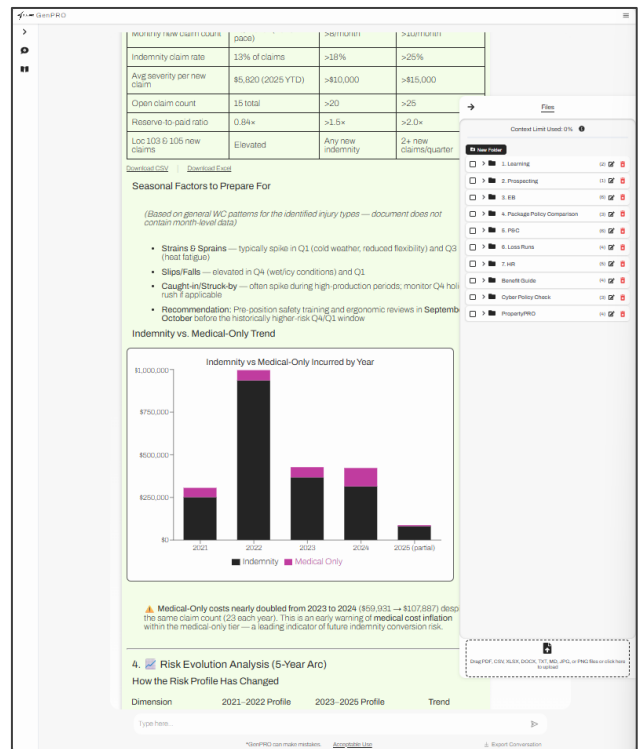 GenPRO
Monthly new claim count
pace)
>8/month
>10/month
Indemnity claim rate
13% of claims
>18%
>25%
Avg severity per new
claim
$5,820 (2025 YTD)
>$10,000
>$15,000
Open claim count
15 total
>20
>25
Reserve-to-paid ratio
0.84×
>1.5×
>2.0×
Loc 103 & 105 new
claims
Elevated
Any new
indemnity
2+ new
claims/quarter
Download CSV | Download Excel
Seasonal Factors to Prepare For
(Based on general WC patterns for the identified injury types — document does not
contain month-level data)
• Strains & Sprains — typically spike in Q1 (cold weather, reduced flexibility) and Q3
(heat fatigue)
• Slips/Falls — elevated in Q4 (wet/icy conditions) and Q1
• Caught-in/Struck-by — often spike during high-production periods; monitor Q4 holi
rush if applicable
• Recommendation: Pre-position safety training and ergonomic reviews in Septembe
October before the historically higher-risk Q4/Q1 window
Indemnity vs. Medical-Only Trend
Indemnity vs Medical-Only Incurred by Year
$1,000,000
$750,000
$500,000
$250,000
$0
2021
2022
2023
2024
2025 (partial)
Indemnity
Medical Only
⚠️ Medical-Only costs nearly doubled from 2023 to 2024 ($59,931 → $107,887) desp
the same claim count (23 each year). This is an early warning of medical cost inflation
within the medical-only tier — a leading indicator of future indemnity conversion risk.
4. 📈 Risk Evolution Analysis (5-Year Arc)
How the Risk Profile Has Changed
Dimension
2021–2022 Profile
2023–2025 Profile
Trend
Type here...
*GenPRO can make mistakes. Acceptable Use
Export Conversation
Files
Context Limit Used: 0%
New Folder
1. Learning
2. Prospecting
3. EB
4. Package Policy Comparison
5. P&C
6. Loss Runs
7. HR
Benefit Guide
Cyber Policy Check
PropertyPRO
Drag PDF, CSV, XLSX, DOCX, TXT, MD, JPG, or PNG files or click here
to upload